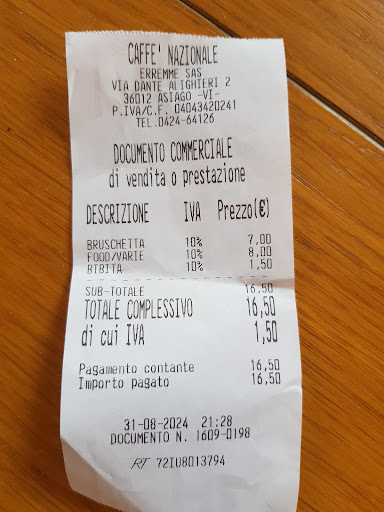 CAFFE' NAZIONALE
ERREMME SAS
VIA DANTE ALIGHIERI 2
36012 ASIAGO -VI-
P.IVA/C.F. 04043420241
TEL.0424-64126
DOCUMENTO COMMERCIALE
di vendita o prestazione
DESCRIZIONE IVA Prezzo(€)
BRUSCHETTA 10% 7,00
FOOD/VARIE 10% 8,00
BIBITA 10% 1,50
SUB-TOTALE 16,50
TOTALE COMPLESSIVO 16,50
di cui IVA 1,50
Pagamento contante 16,50
Importo pagato 16,50
31-08-2024 21:28
DOCUMENTO N. 1609-0198
RT 72IU8013794